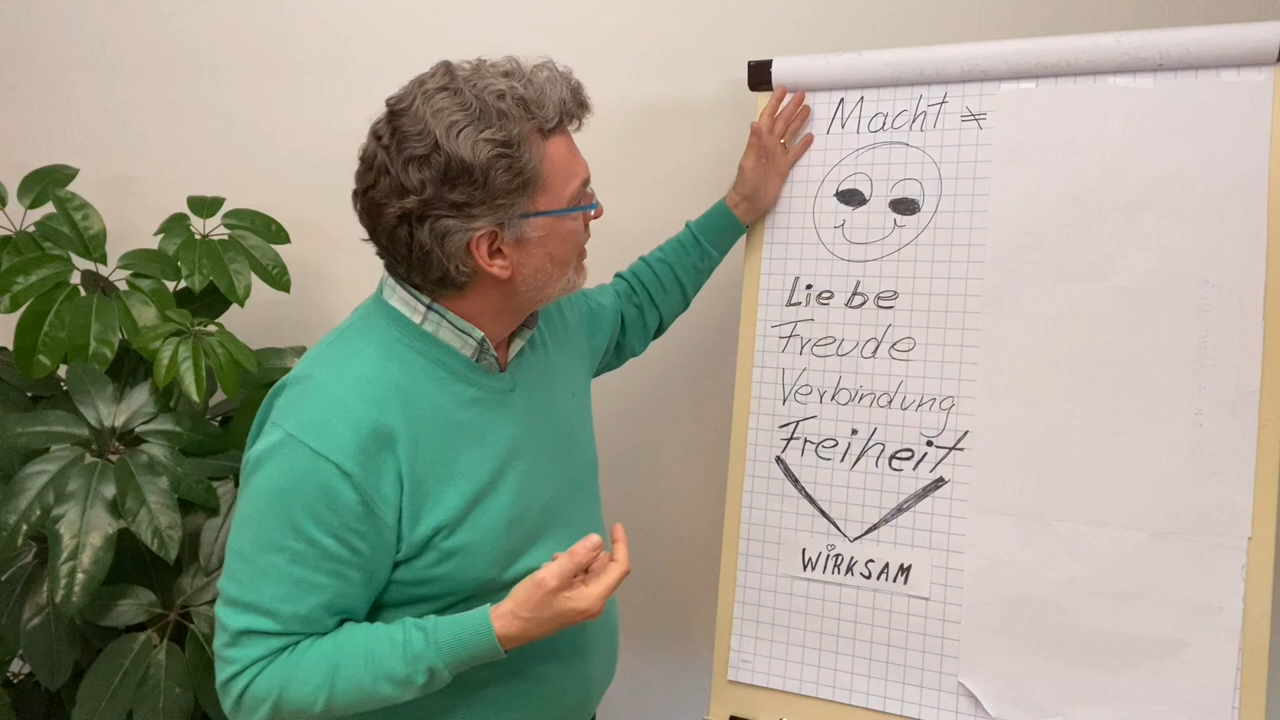 Macht =
Liebe
Freude
Verbindung
Freiheit
WiRKSAM